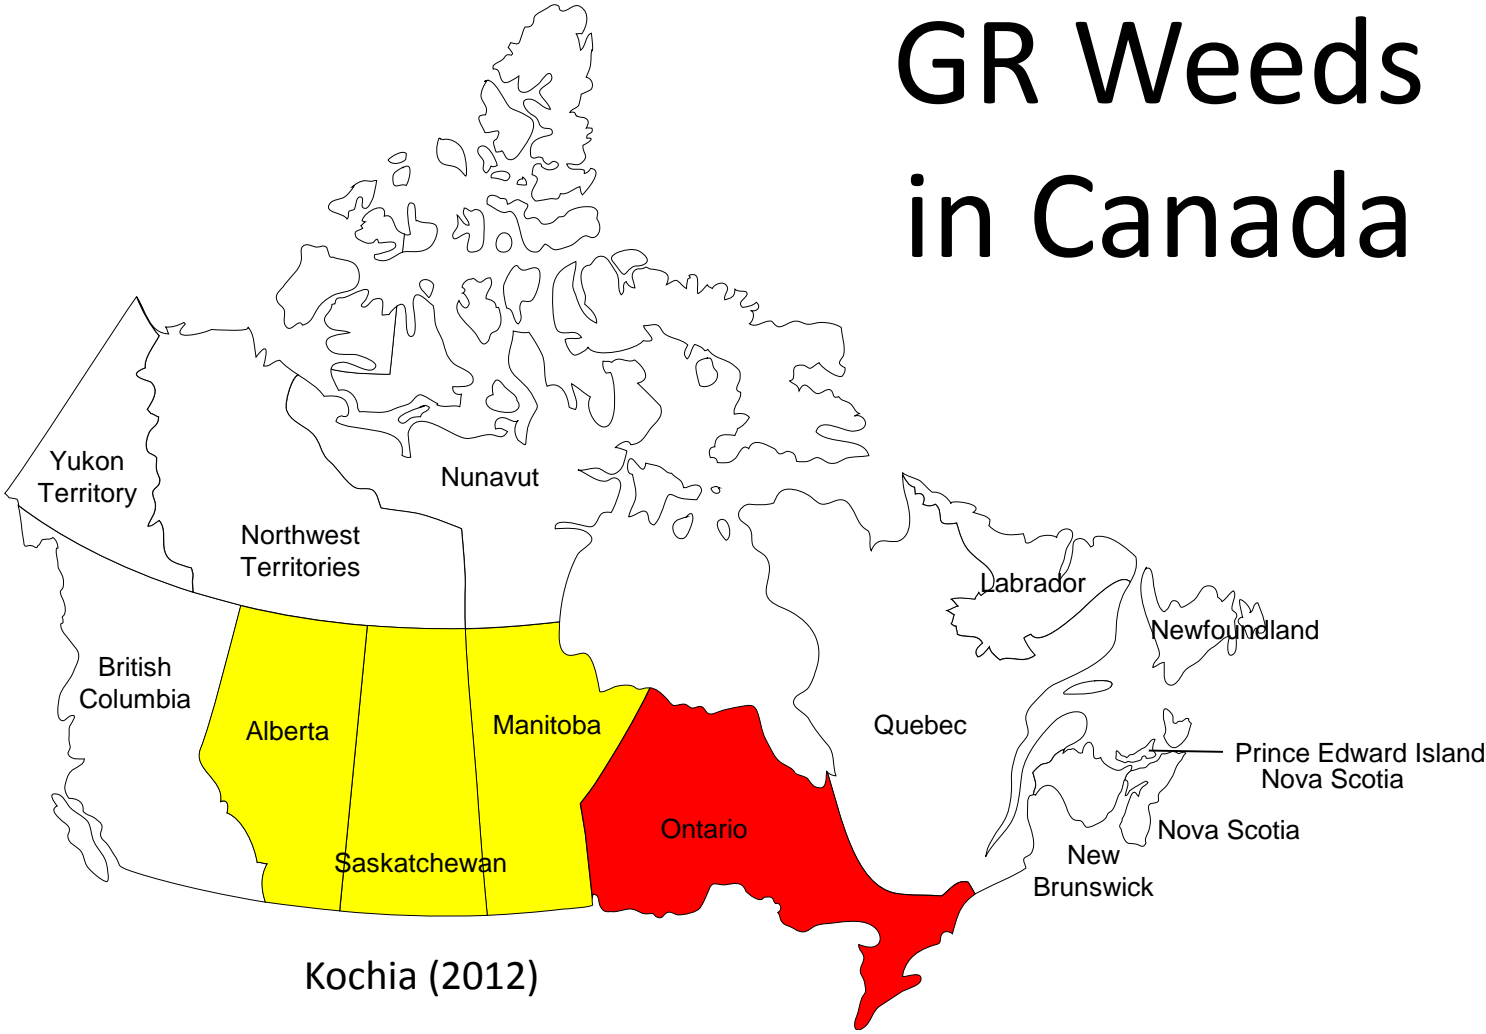 GR Weeds
in Canada
Yukon
Territory
Nunavut
Northwest
Territories
Labrador
Newfoundland
British
Columbia
Alberta
Manitoba
Quebec
Prince Edward Island
Nova Scotia
Ontario
Nova Scotia
Saskatchewan
New
Brunswick
Kochia (2012)